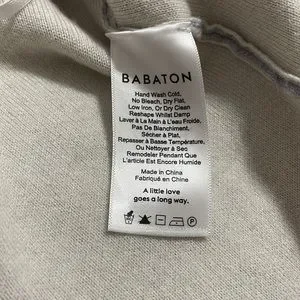 BABATON
Hand Wash Cold,
No Bleach, Dry Flat,
Low Iron, Or Dry Clean
Reshape Whilst Damp
Laver à La Main à L'eau Froide,
Pas De Blanchiment,
Sécher à Plat,
Repasser à Basse Température,
Ou Nettoyer à Sec
Remodeler Pendant Que
L'article Est Encore Humide
Made in China
Fabriqué en Chine
A little love
goes a long way.
P